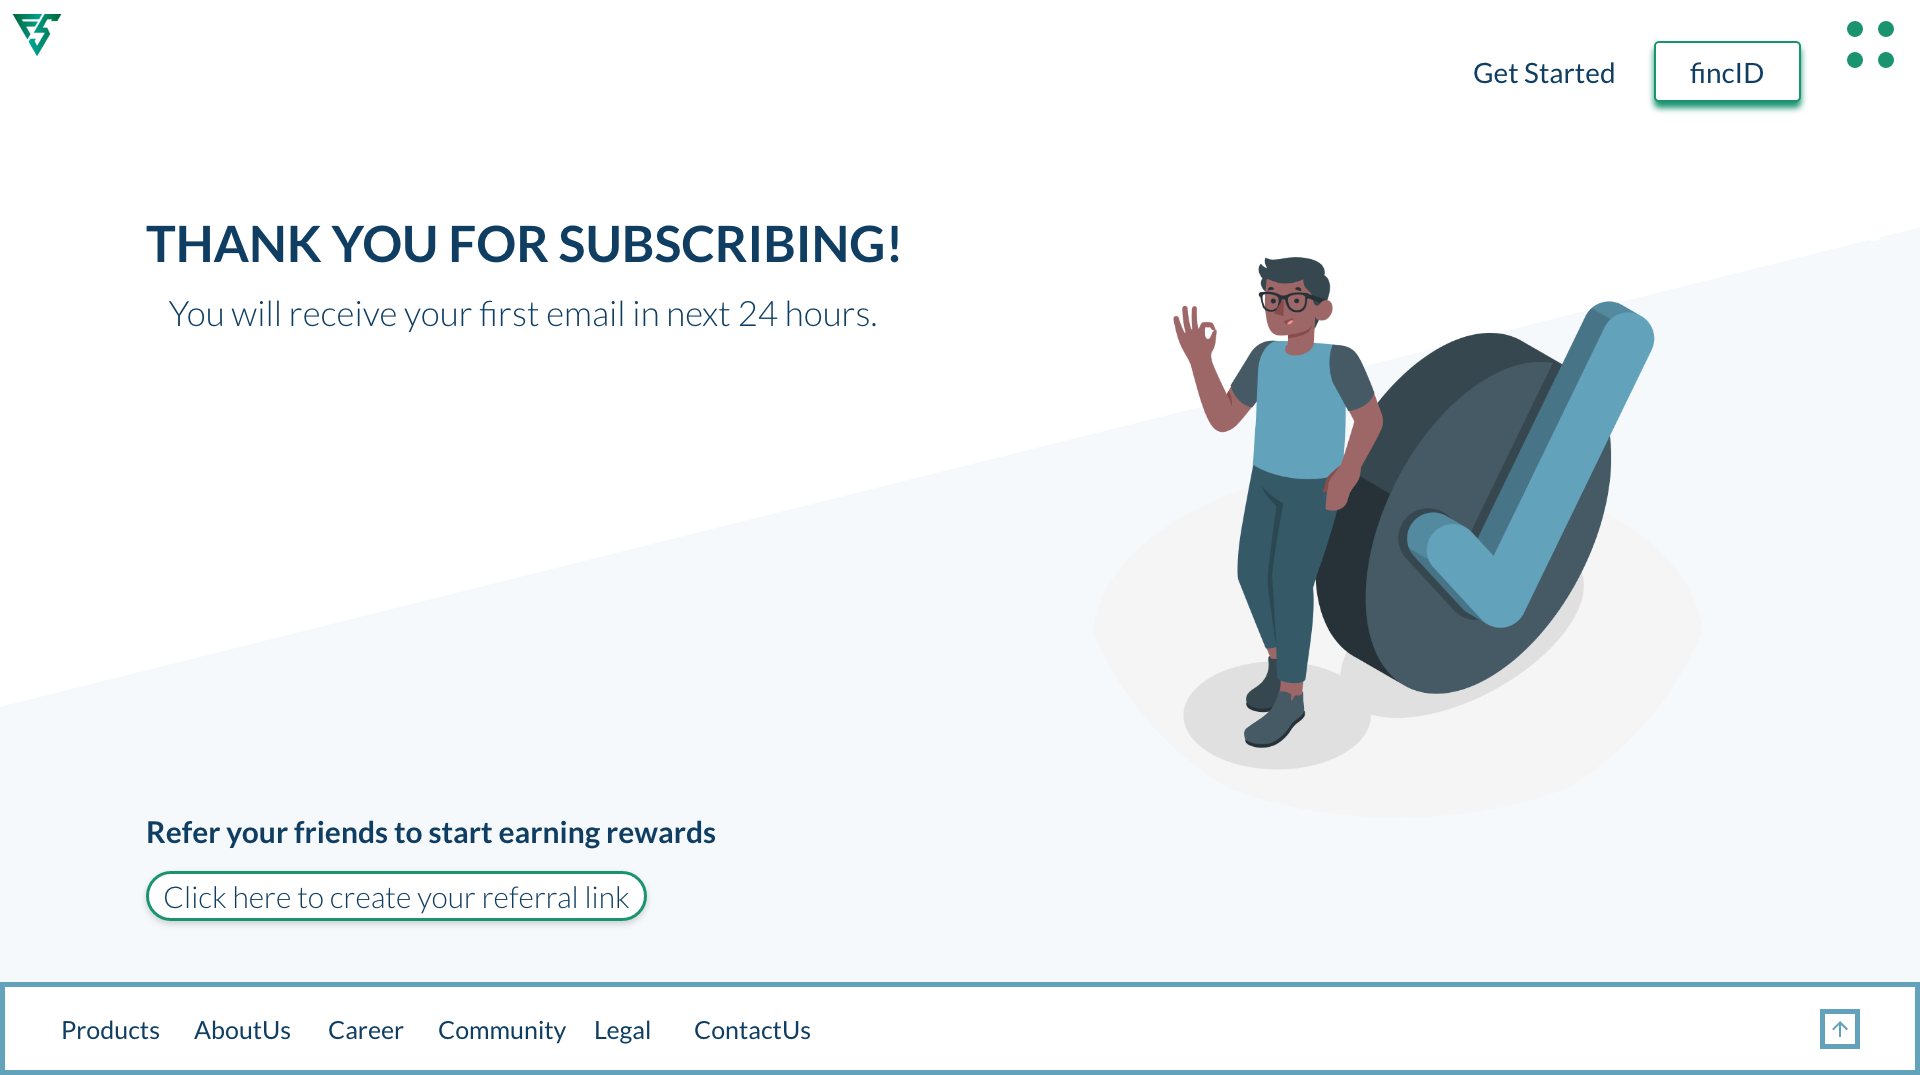 Get Started
fincID
THANK YOU FOR SUBSCRIBING!
You will receive your first email in next 24 hours.
Refer your friends to start earning rewards
Click here to create your referral link
Products AboutUs Career Community Legal ContactUs